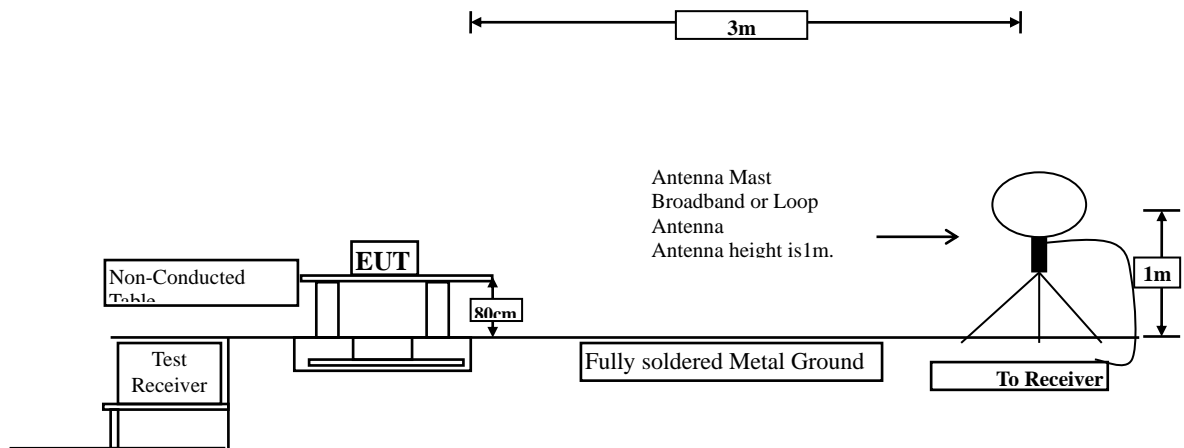 3m
Antenna Mast
Broadband or Loop
Antenna
Antenna height is1m.
EUT
Non-Conducted
Table
80cm
1m
Test
Receiver
Fully soldered Metal Ground
To Receiver